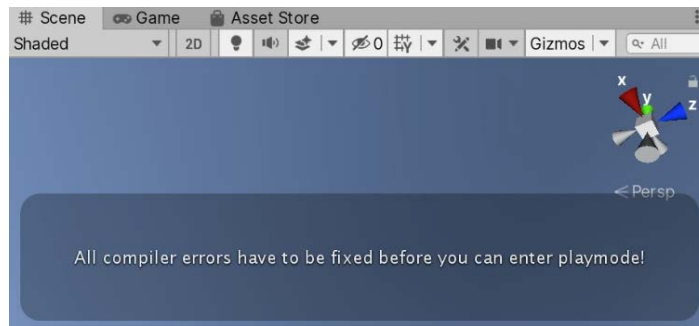 Scene Game Asset Store
Shaded 2D 0 Gizmos All
x
y
z
Persp
All compiler errors have to be fixed before you can enter playmode!